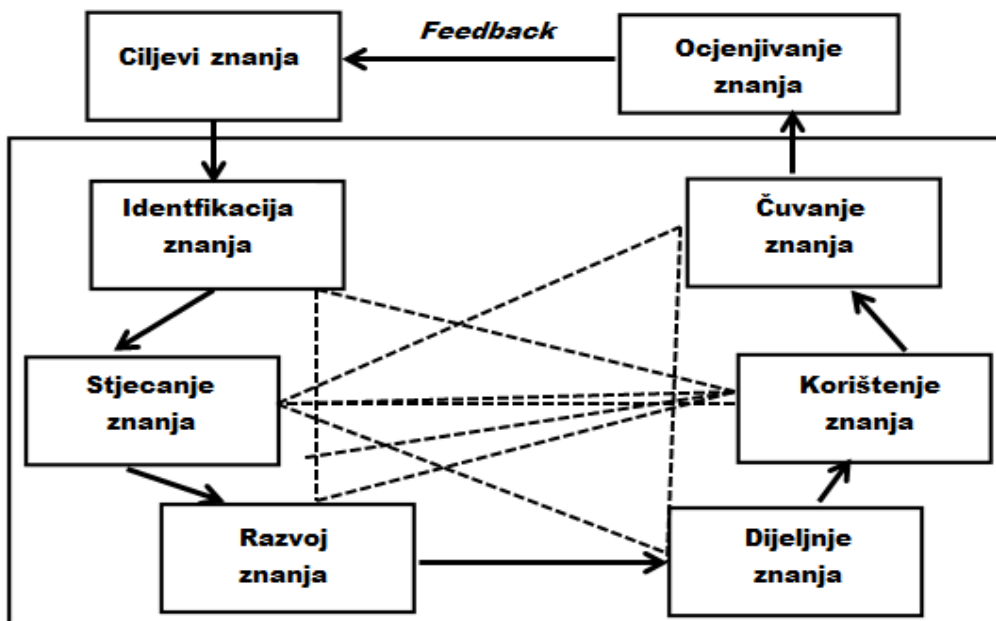 Ciljevi znanja
Feedback
Ocjenjivanje
znanja
Identfikacija
znanja
Čuvanje
znanja
Stjecanje
znanja
Korištenje
znanja
Razvoj
znanja
Dijeljnje
znanja